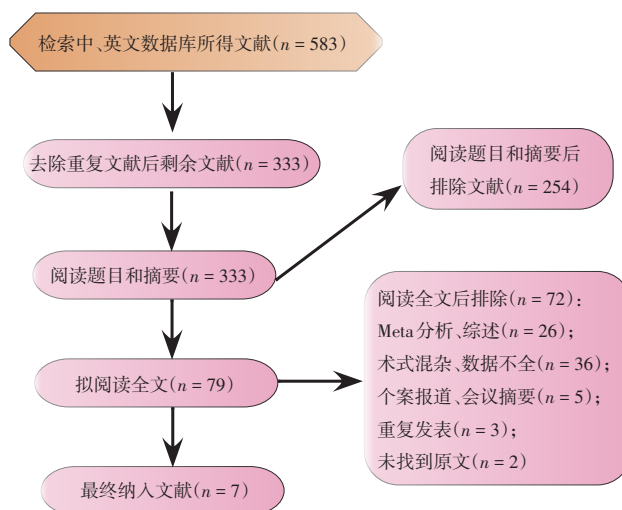 检索中、英文数据库所得文献(n = 583)
去除重复文献后剩余文献(n = 333)
阅读题目和摘要后
排除文献(n = 254)
阅读题目和摘要(n = 333)
拟阅读全文(n = 79)
阅读全文后排除(n = 72)：
Meta分析、综述(n = 26)；
术式混杂、数据不全(n = 36)；
个案报道、会议摘要(n = 5)；
重复发表(n = 3)；
未找到原文(n = 2)
最终纳入文献(n = 7)